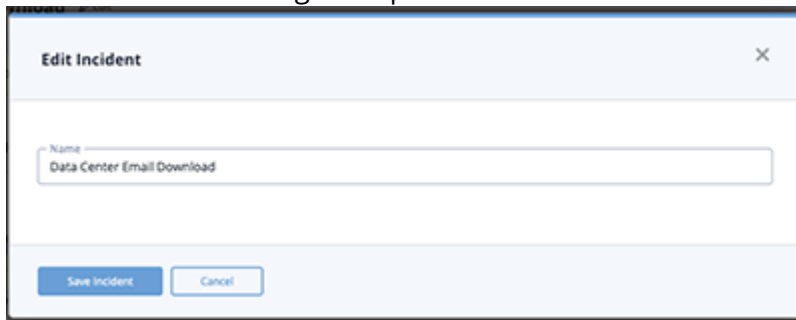 Edit Incident
Name
Data Center Email Download
Save Incident
Cancel